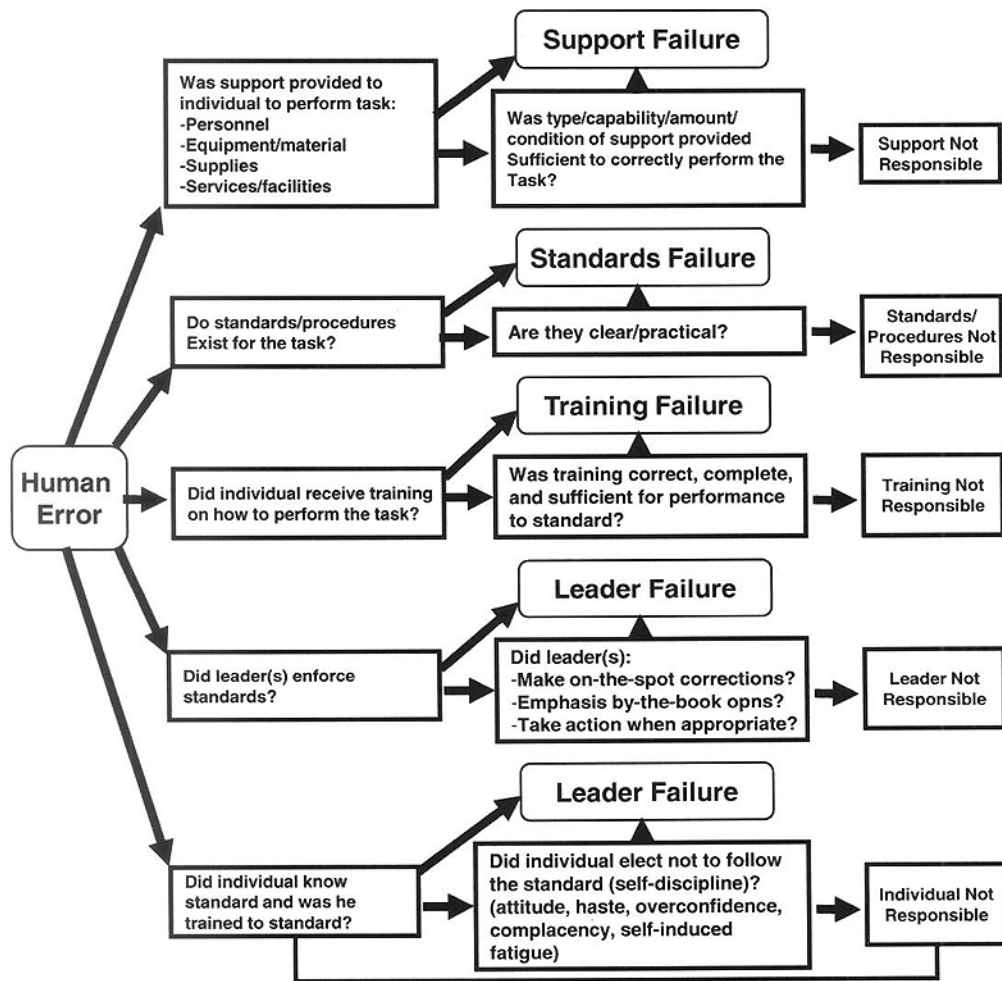 Support Failure
Was support provided to
individual to perform task:
-Personnel
-Equipment/material
-Supplies
-Services/facilities
Was type/capability/amount/
condition of support provided
Sufficient to correctly perform the
Task?
Support Not
Responsible
Standards Failure
Do standards/procedures
Exist for the task?
Are they clear/practical?
Standards/
Procedures Not
Responsible
Human
Error
Training Failure
Did individual receive training
on how to perform the task?
Was training correct, complete,
and sufficient for performance
to standard?
Training Not
Responsible
Leader Failure
Did leader(s) enforce
standards?
Did leader(s):
-Make on-the-spot corrections?
-Emphasis by-the-book opns?
-Take action when appropriate?
Leader Not
Responsible
Leader Failure
Did individual know
standard and was he
trained to standard?
Did individual elect not to follow
the standard (self-discipline)?
(attitude, haste, overconfidence,
complacency, self-induced
fatigue)
Individual Not
Responsible